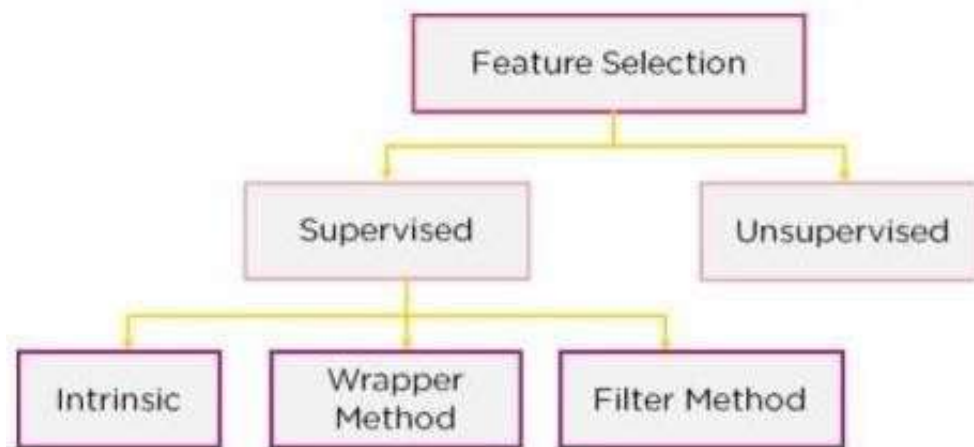 Feature Selection
Supervised
Unsupervised
Intrinsic
Wrapper
Method
Filter Method